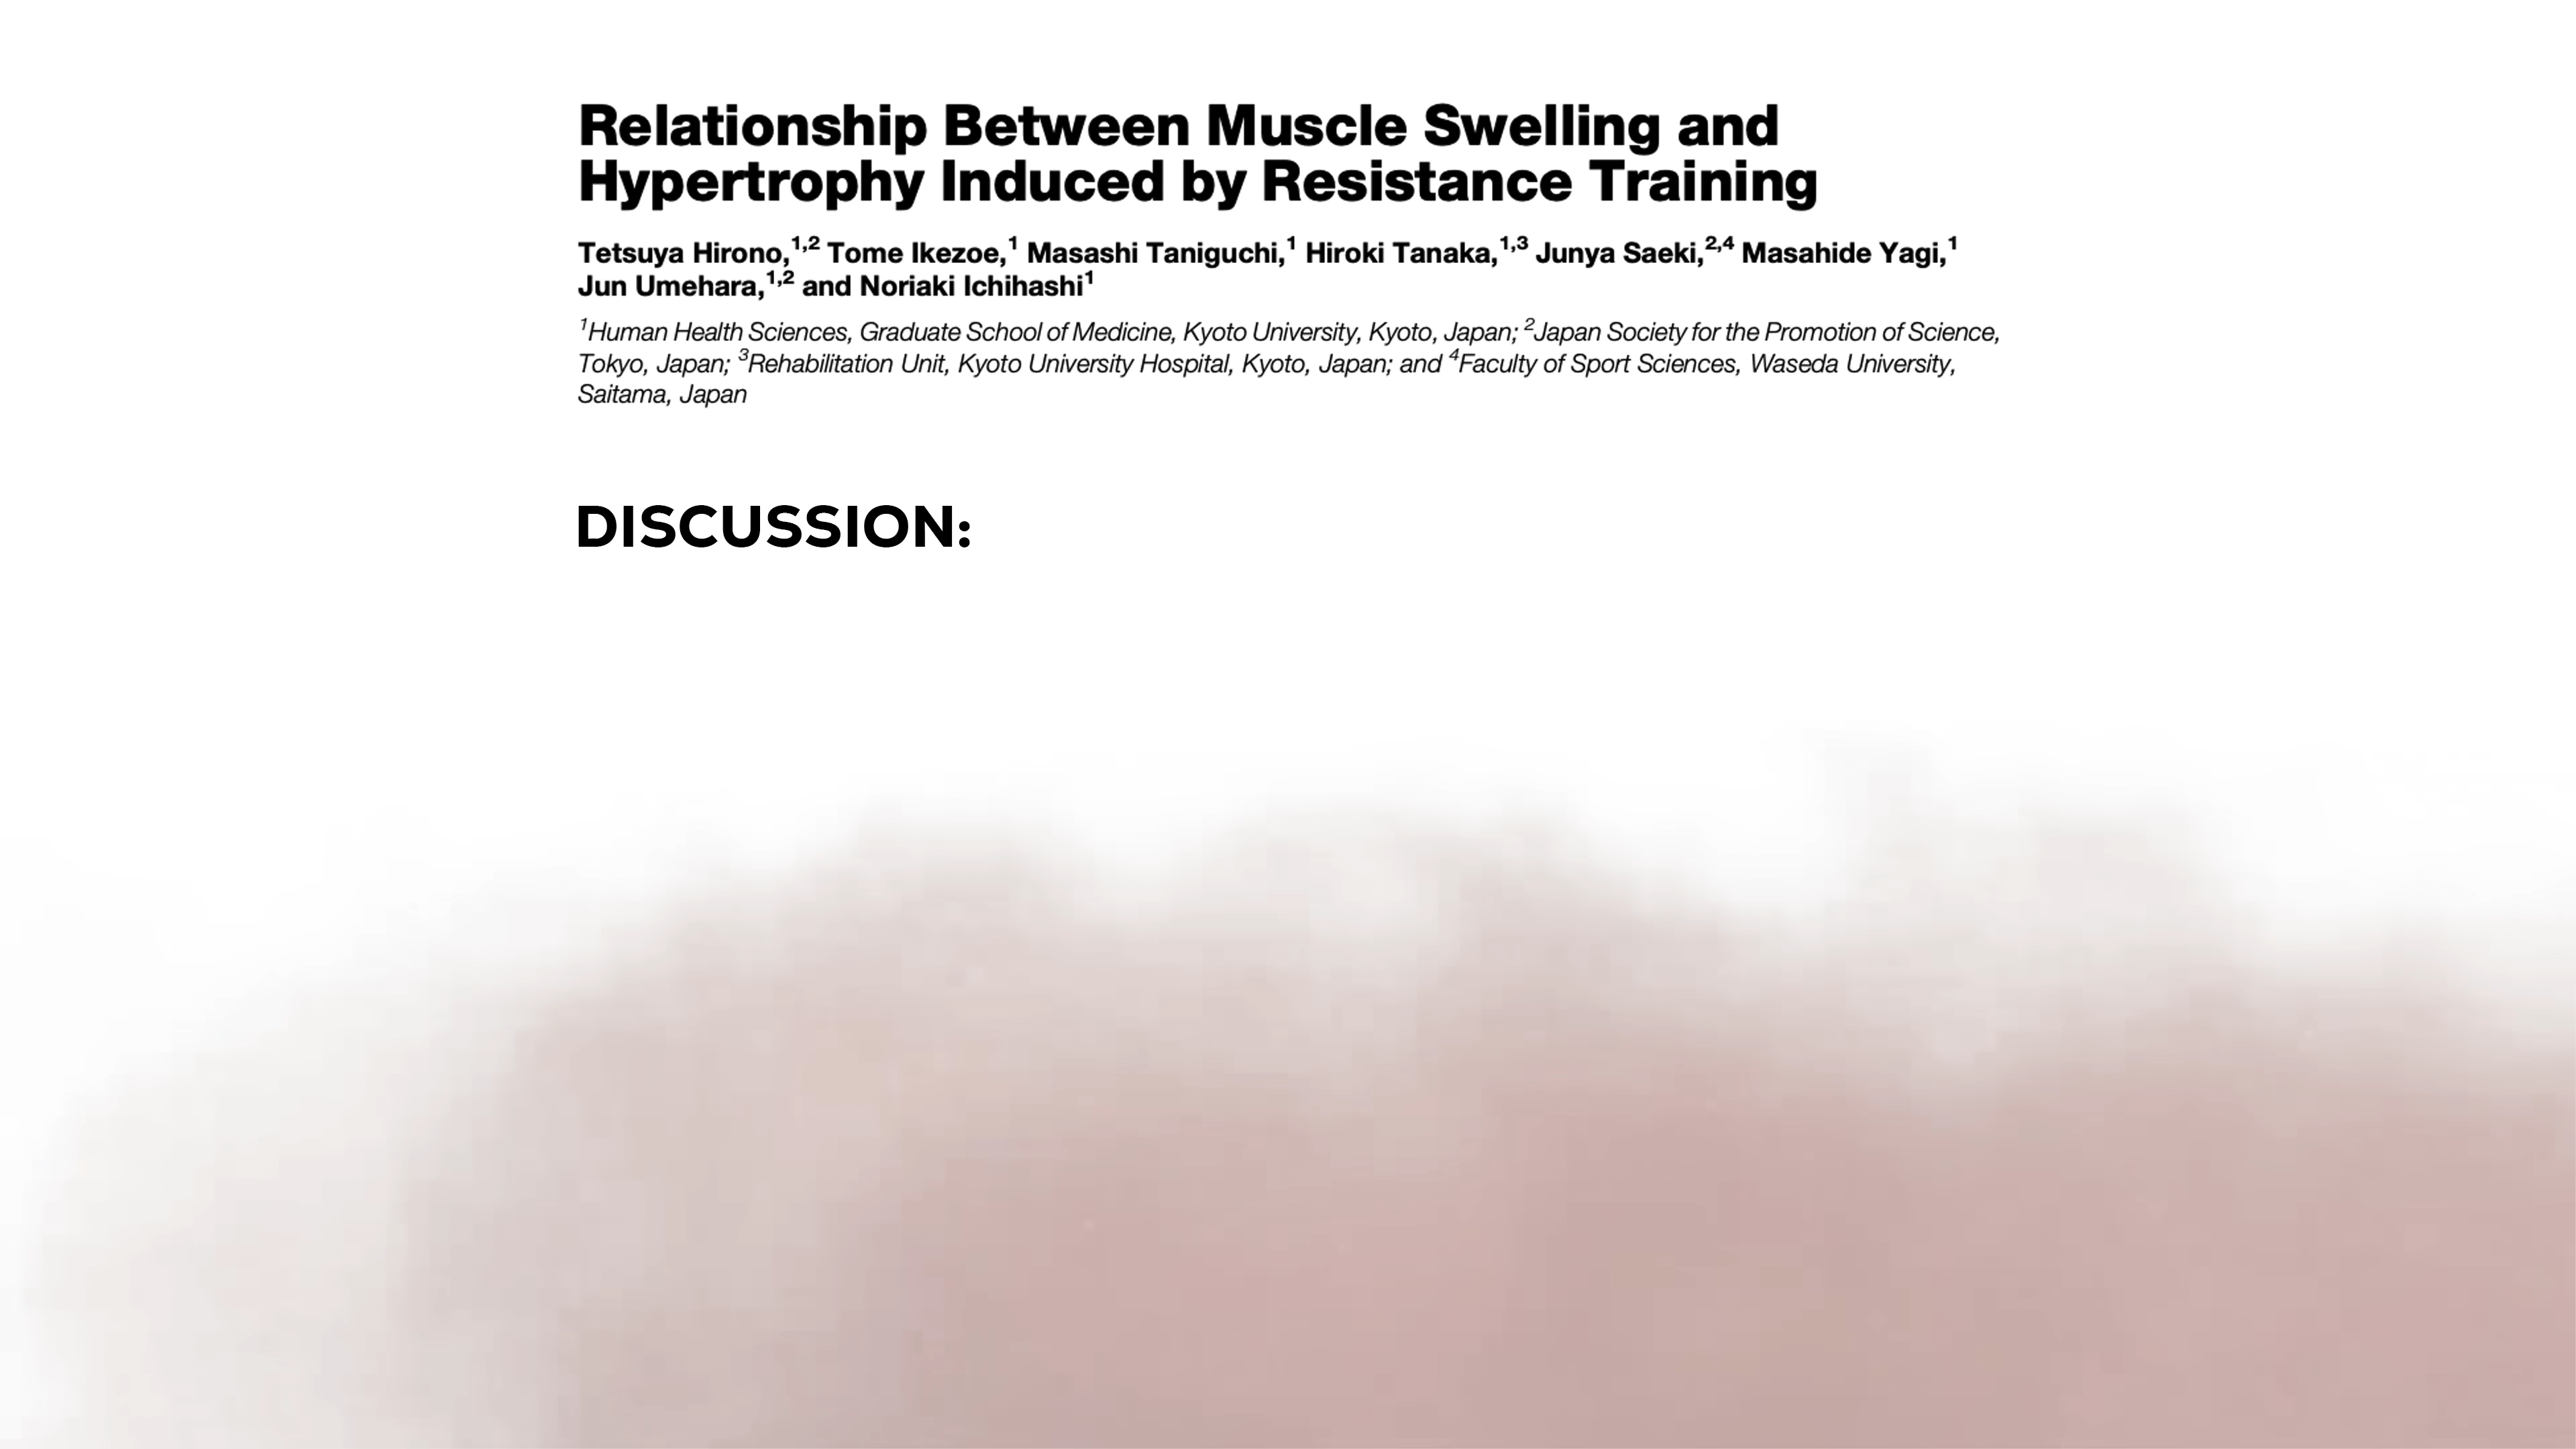 Relationship Between Muscle Swelling and
Hypertrophy Induced by Resistance Training
Tetsuya Hirono,1,2 Tome Ikezoe,1 Masashi Taniguchi,1 Hiroki Tanaka,1,3 Junya Saeki,2,4 Masahide Yagi,1
Jun Umehara,1,2 and Noriaki Ichihashi1
1Human Health Sciences, Graduate School of Medicine, Kyoto University, Kyoto, Japan; 2Japan Society for the Promotion of Science,
Tokyo, Japan; 3Rehabilitation Unit, Kyoto University Hospital, Kyoto, Japan; and 4Faculty of Sport Sciences, Waseda University,
Saitama, Japan
DISCUSSION: